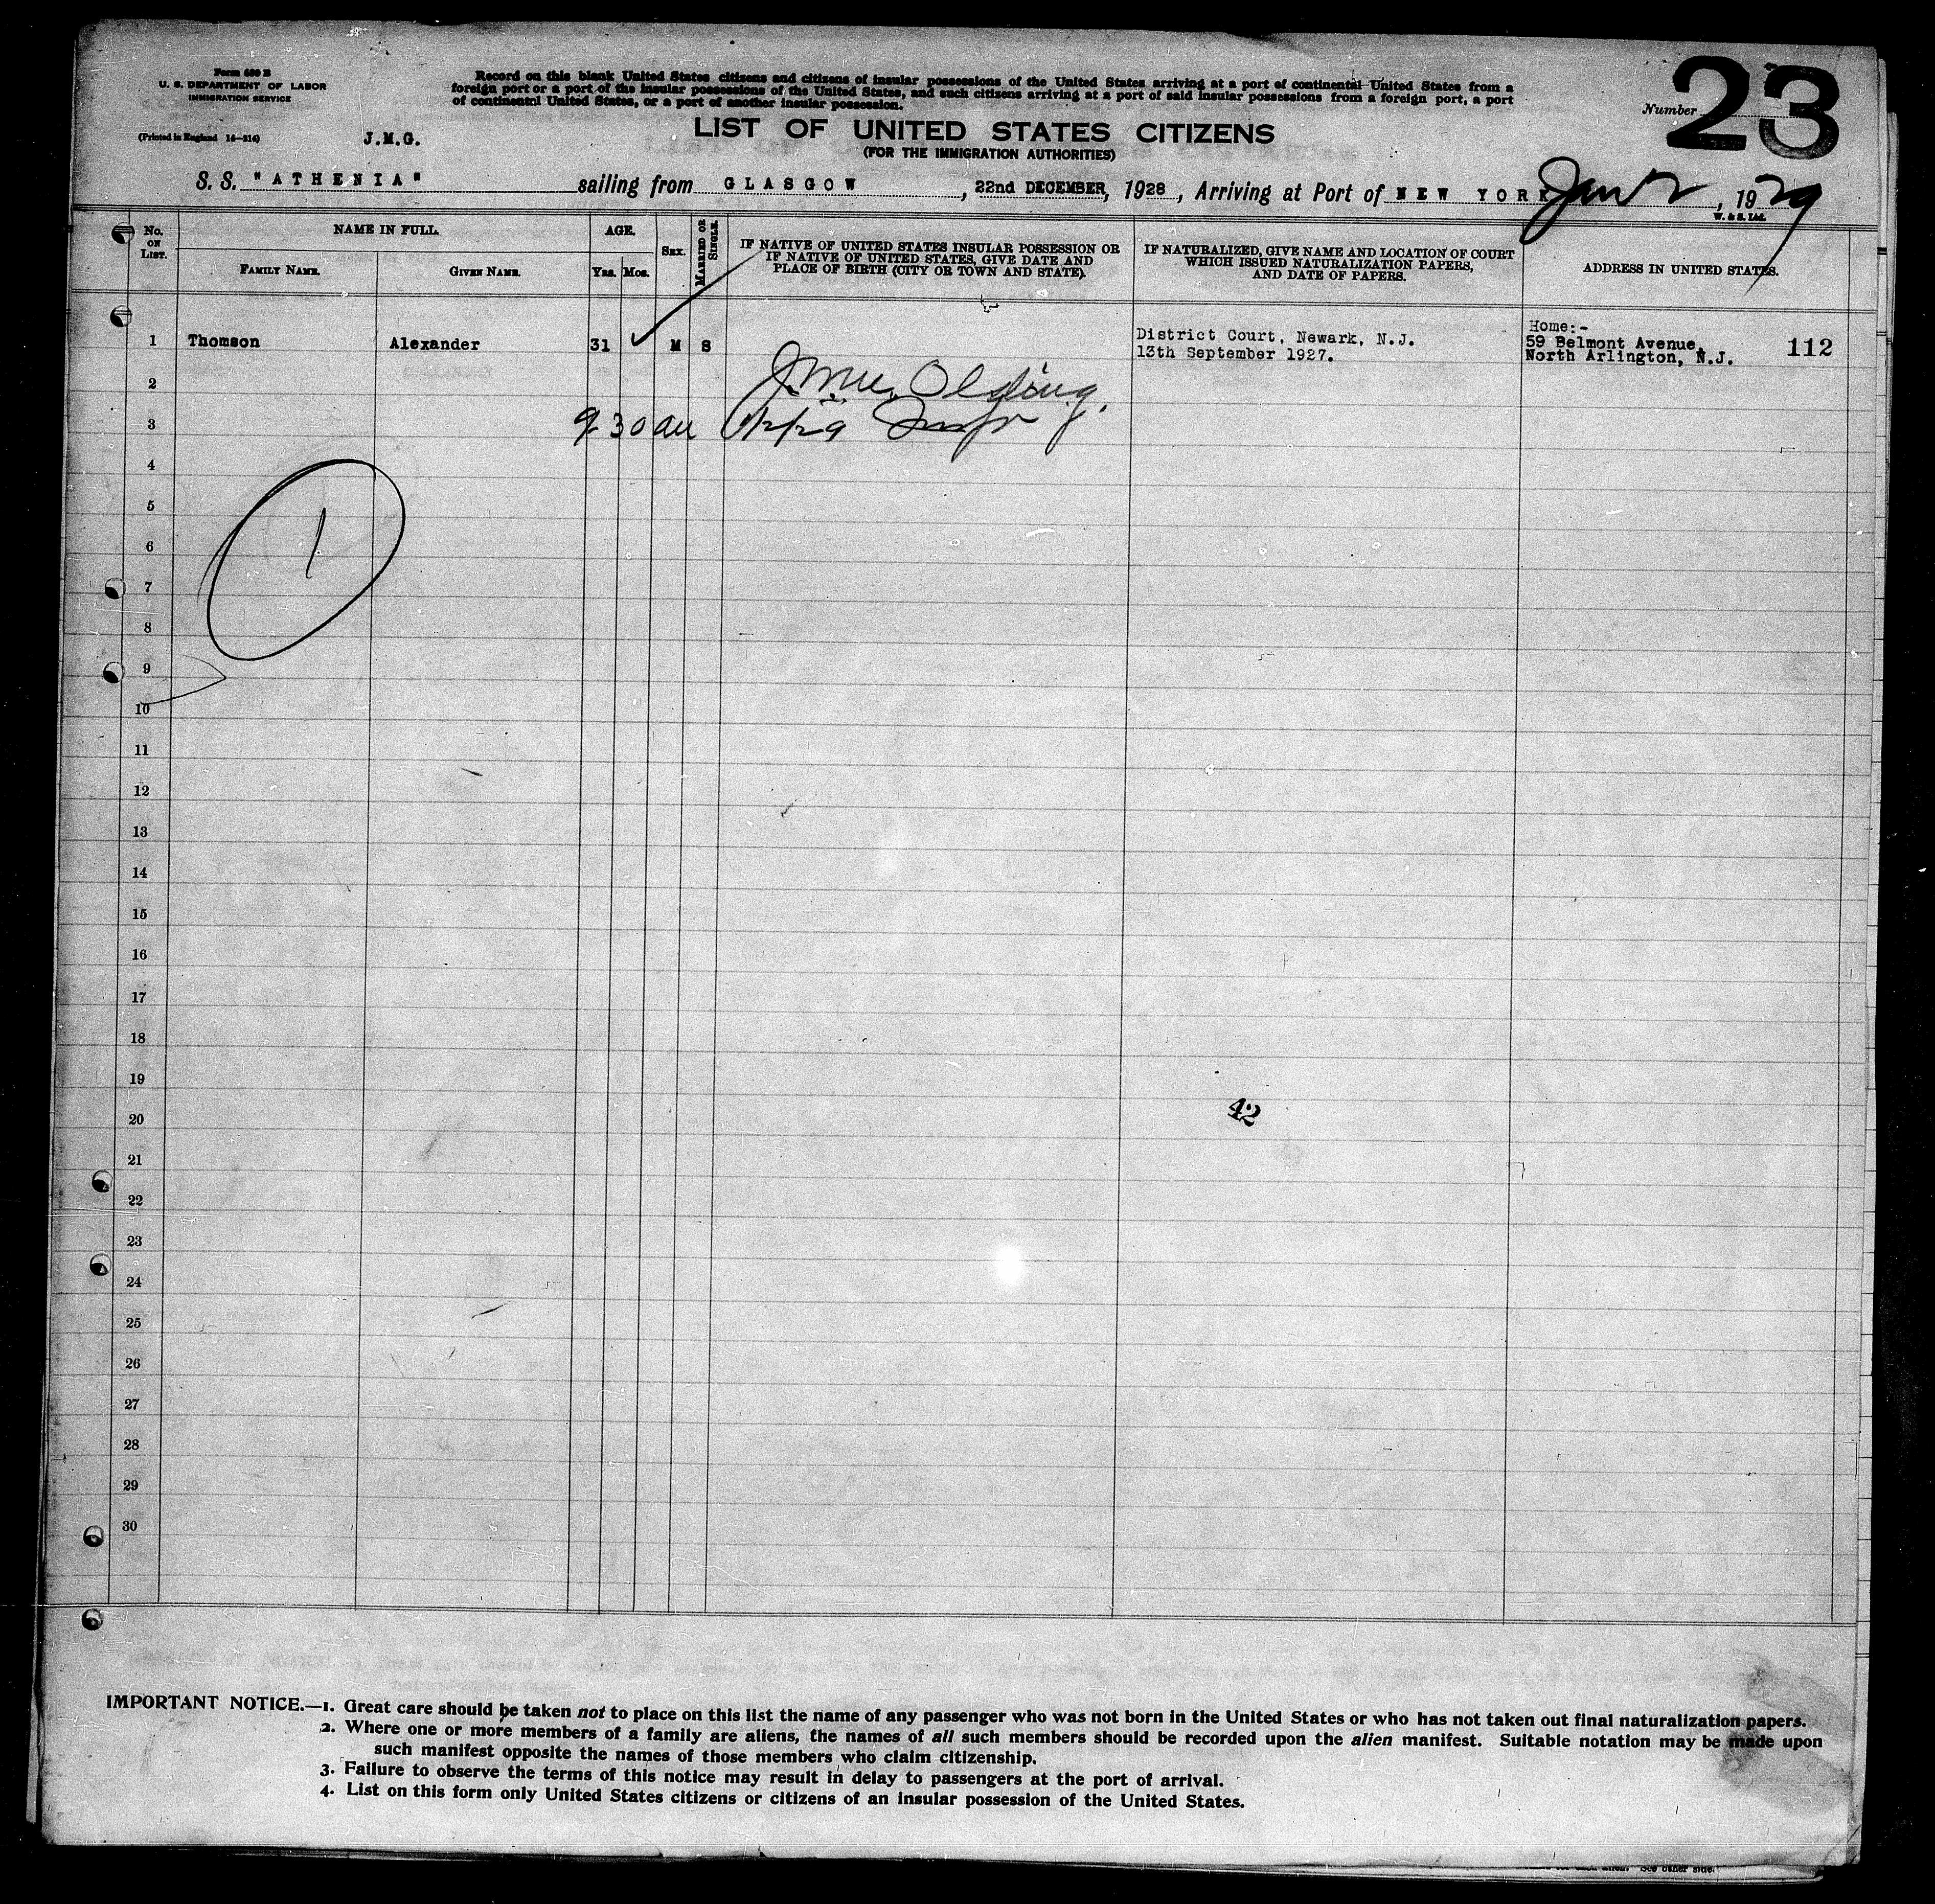 Form 630 B
U. S. DEPARTMENT OF LABOR
IMMIGRATION SERVICE
(Printed in England 14—214)
J.M.G.
Record on this blank United States citizens and citizens of insular possessions of the United States arriving at a port of continental United States from a
foreign port or a port of the insular possessions of the United States, and such citizens arriving at a port of said insular possessions from a foreign port, a port
of continental United States, or a port of another insular possession.
LIST OF UNITED STATES CITIZENS
(FOR THE IMMIGRATION AUTHORITIES)
Number 23
S. S. "ATHENIA" sailing from GLASGOW, 22nd DECEMBER, 1928, Arriving at Port of NEW YORK Jan 2, 1929
W. & S. Ltd.
No. ON LIST.
NAME IN FULL.
FAMILY NAME.
GIVEN NAME.
AGE.
YRS.
MOS.
SEX.
MARRIED OR SINGLE.
IF NATIVE OF UNITED STATES INSULAR POSSESSION OR
IF NATIVE OF UNITED STATES, GIVE DATE AND
PLACE OF BIRTH (CITY OR TOWN AND STATE).
IF NATURALIZED, GIVE NAME AND LOCATION OF COURT
WHICH ISSUED NATURALIZATION PAPERS,
AND DATE OF PAPERS.
ADDRESS IN UNITED STATES.
1 Thomson Alexander 31 M S
District Court, Newark, N.J.
13th September 1927.
Home:-
59 Belmont Avenue,
North Arlington, N.J.
112
2
3
9 30 am 1/2/29 Insp
4
5
1
6
7
8
9
10
11
12
13
14
15
16
17
18
19
20
42
21
22
23
24
25
26
27
28
29
30
IMPORTANT NOTICE.—1. Great care should be taken not to place on this list the name of any passenger who was not born in the United States or who has not taken out final naturalization papers.
2. Where one or more members of a family are aliens, the names of all such members should be recorded upon the alien manifest. Suitable notation may be made upon
such manifest opposite the names of those members who claim citizenship.
3. Failure to observe the terms of this notice may result in delay to passengers at the port of arrival.
4. List on this form only United States citizens or citizens of an insular possession of the United States.
See other side.